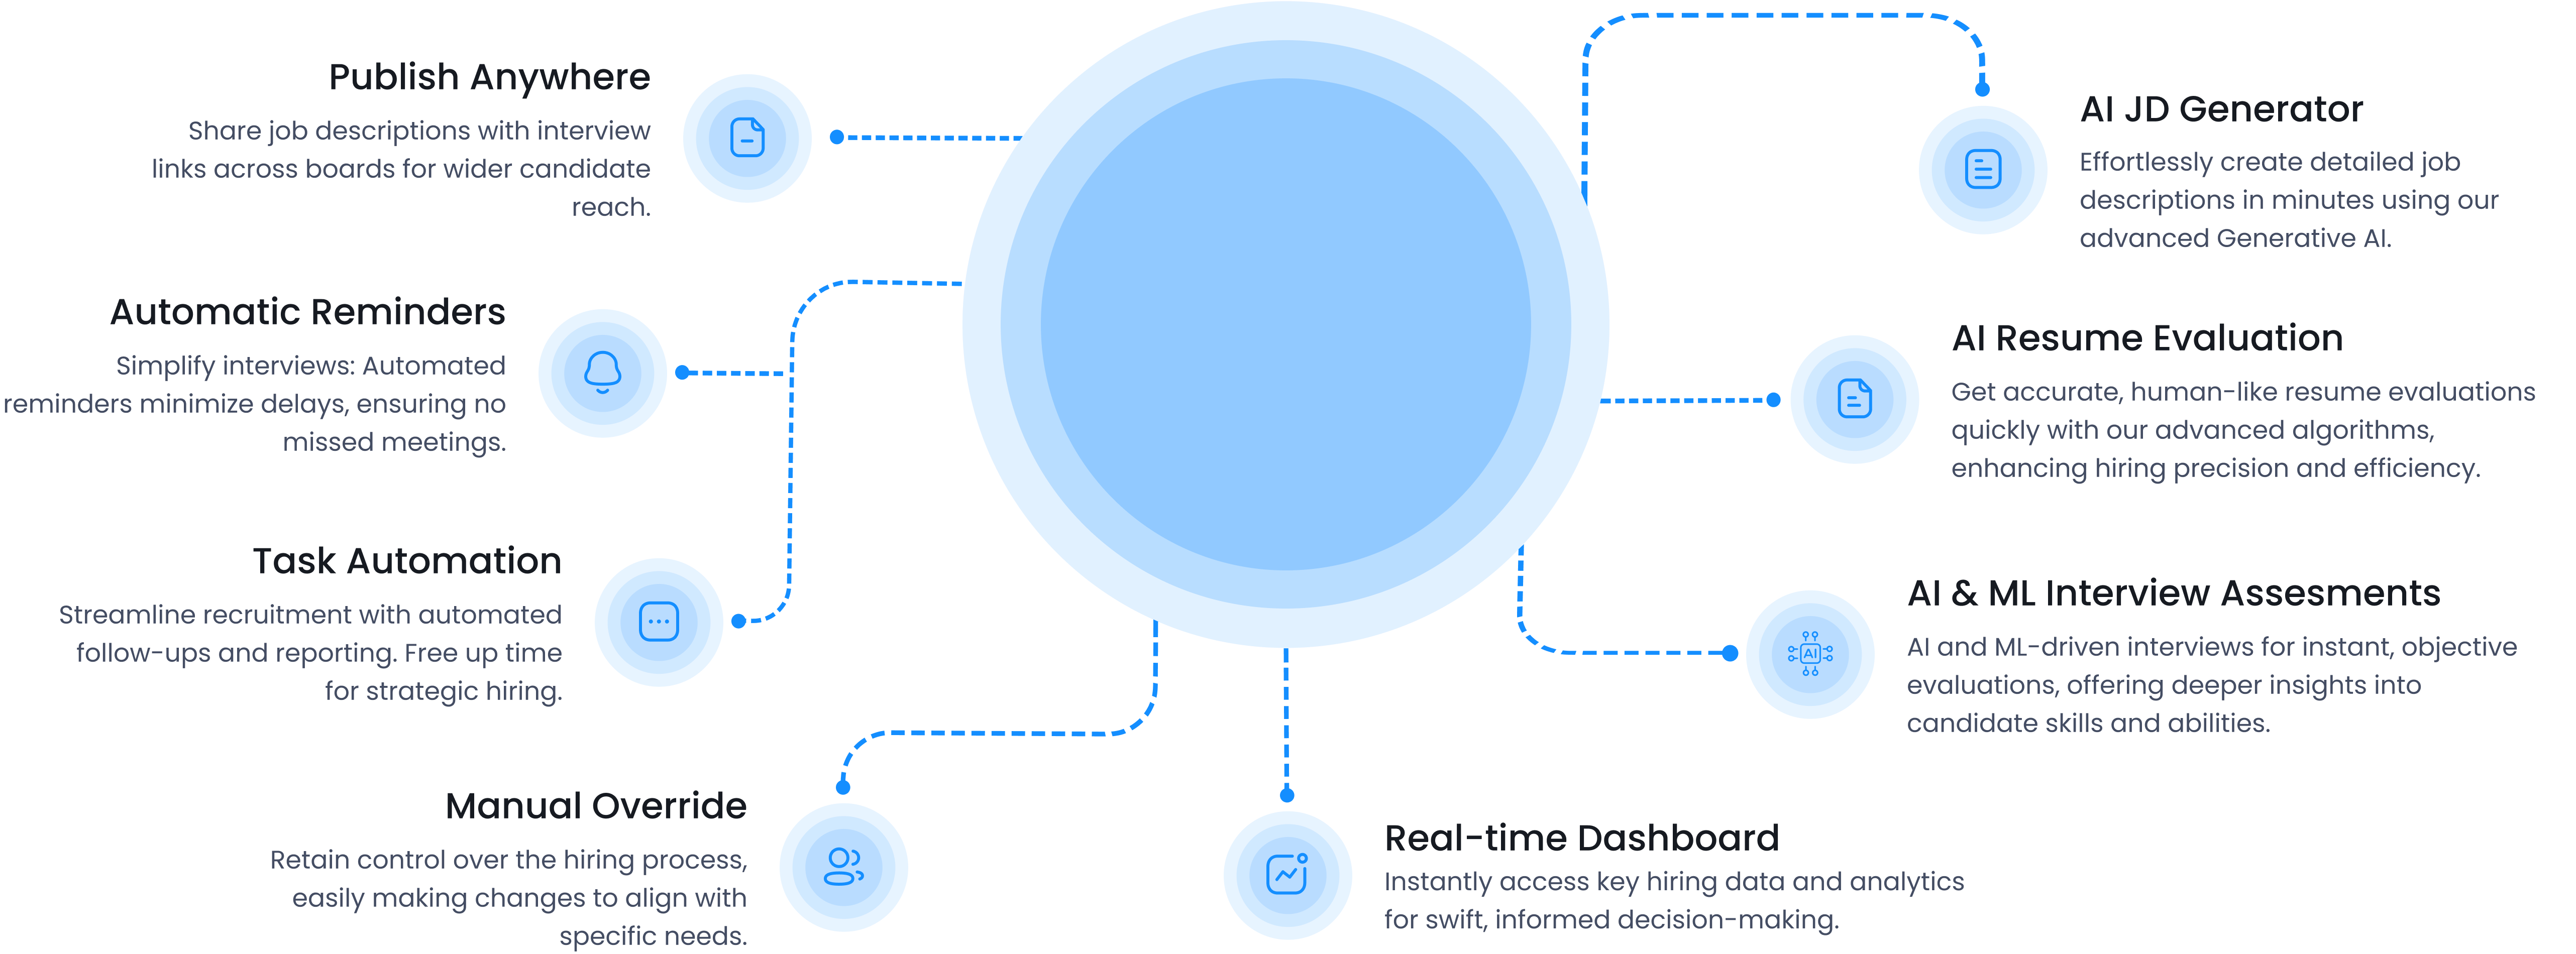 Publish Anywhere
Share job descriptions with interview
links across boards for wider candidate
reach.
Automatic Reminders
Simplify interviews: Automated
reminders minimize delays, ensuring no
missed meetings.
Task Automation
Streamline recruitment with automated
follow-ups and reporting. Free up time
for strategic hiring.
Manual Override
Retain control over the hiring process,
easily making changes to align with
specific needs.
AI JD Generator
Effortlessly create detailed job
descriptions in minutes using our
advanced Generative AI.
AI Resume Evaluation
Get accurate, human-like resume evaluations
quickly with our advanced algorithms,
enhancing hiring precision and efficiency.
AI & ML Interview Assesments
AI
AI and ML-driven interviews for instant, objective
evaluations, offering deeper insights into
candidate skills and abilities.
Real-time Dashboard
Instantly access key hiring data and analytics
for swift, informed decision-making.